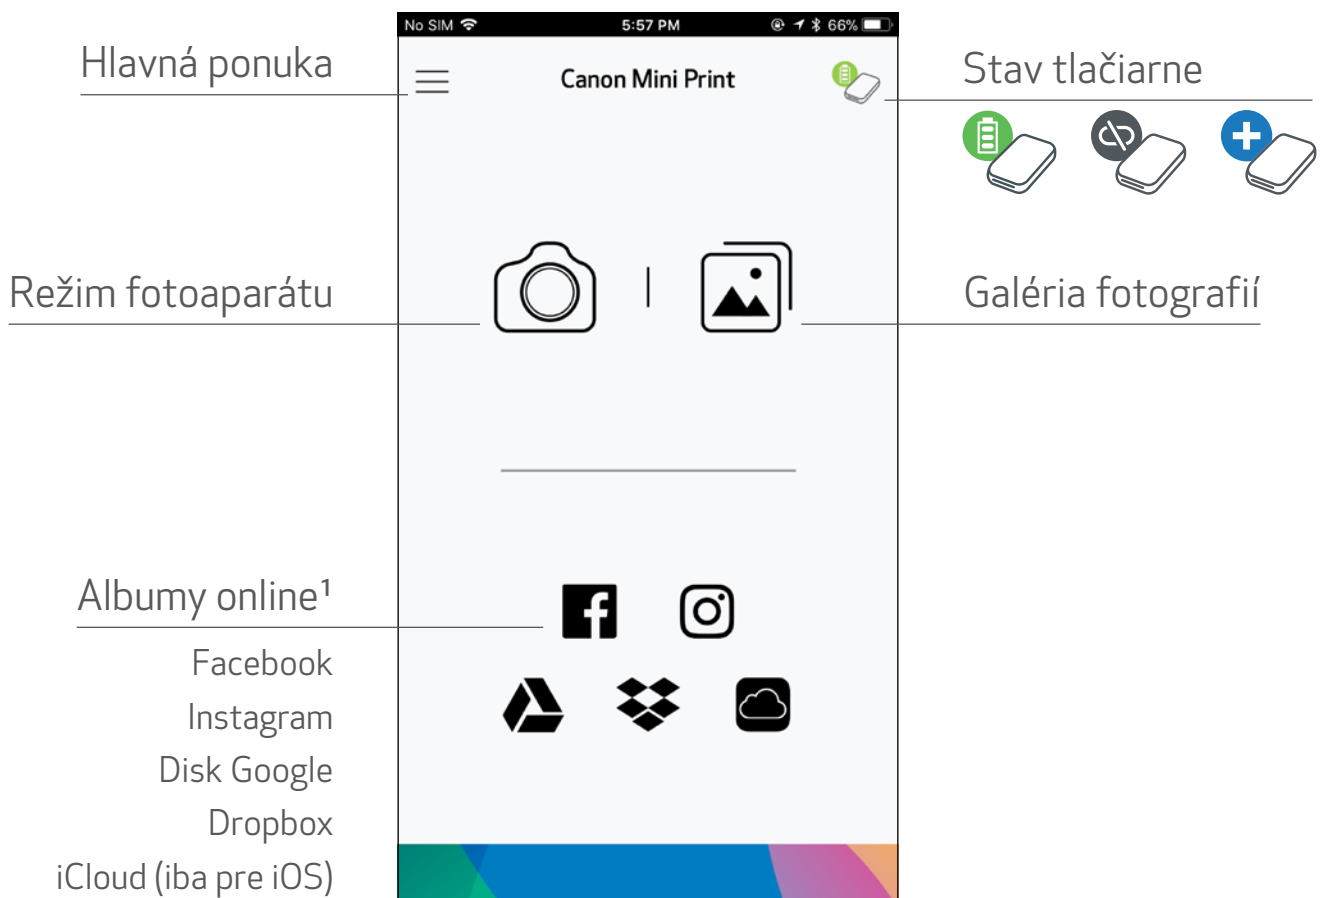 No SIM 5:57 PM 66%
Hlavná ponuka
Canon Mini Print
Stav tlačiarne
Režim fotoaparátu
Galéria fotografií
Albumy online¹
Facebook
Instagram
Disk Google
Dropbox
iCloud (iba pre iOS)